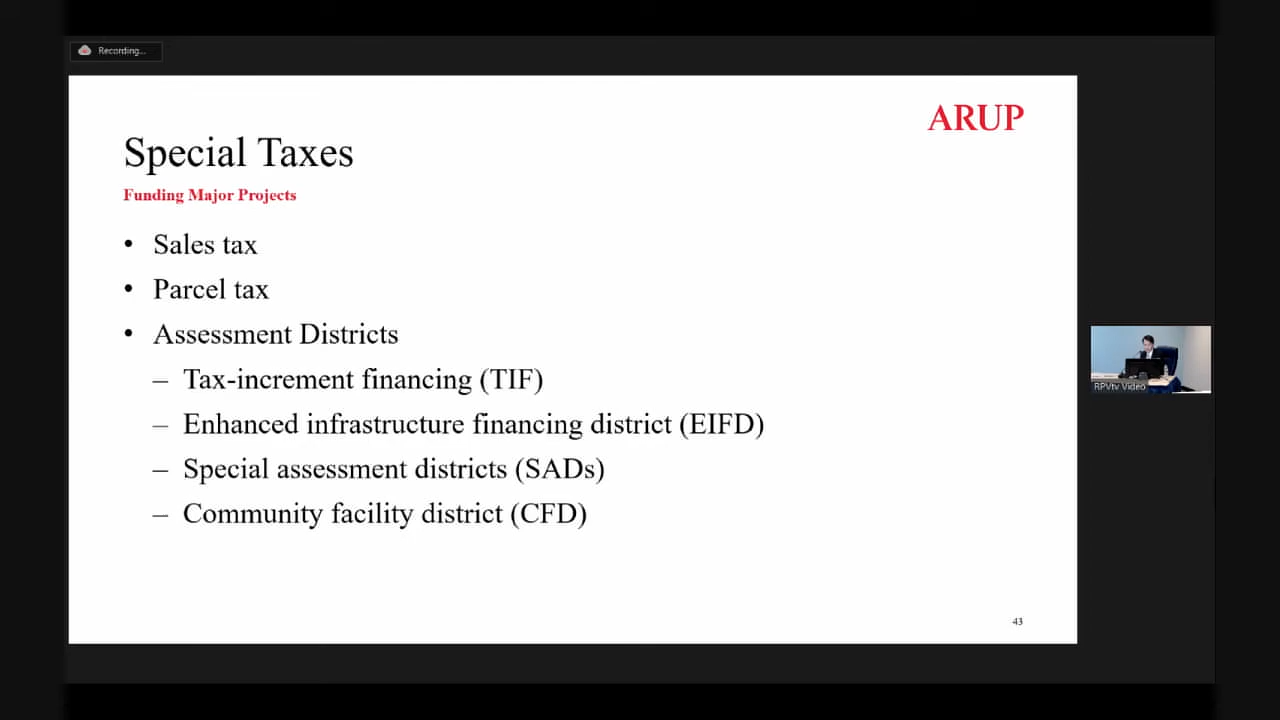 Recording...
ARUP
Special Taxes
Funding Major Projects
• Sales tax
• Parcel tax
• Assessment Districts
– Tax-increment financing (TIF)
– Enhanced infrastructure financing district (EIFD)
– Special assessment districts (SADs)
– Community facility district (CFD)
RPVtv Video
43